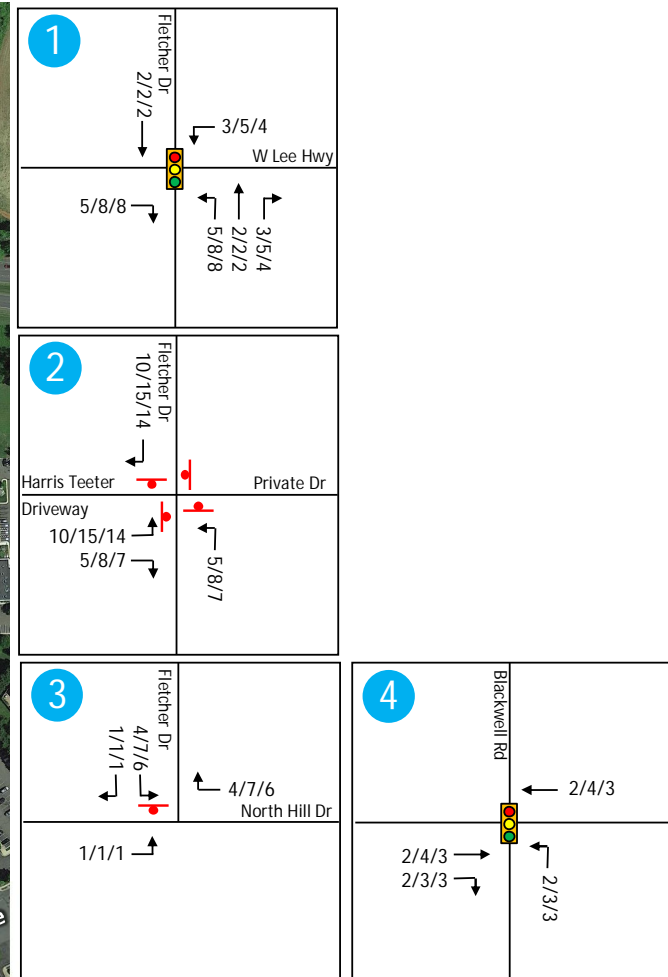 1
Fletcher Dr
2/2/2
3/5/4
W Lee Hwy
5/8/8
5/8/8
2/2/2
3/5/4
2
Fletcher Dr
10/15/14
Harris Teeter
Private Dr
Driveway
10/15/14
5/8/7
5/8/7
3
Fletcher Dr
1/1/1
4/7/6
4/7/6
North Hill Dr
1/1/1
4
Blackwell Rd
2/4/3
2/4/3
2/3/3
2/3/3